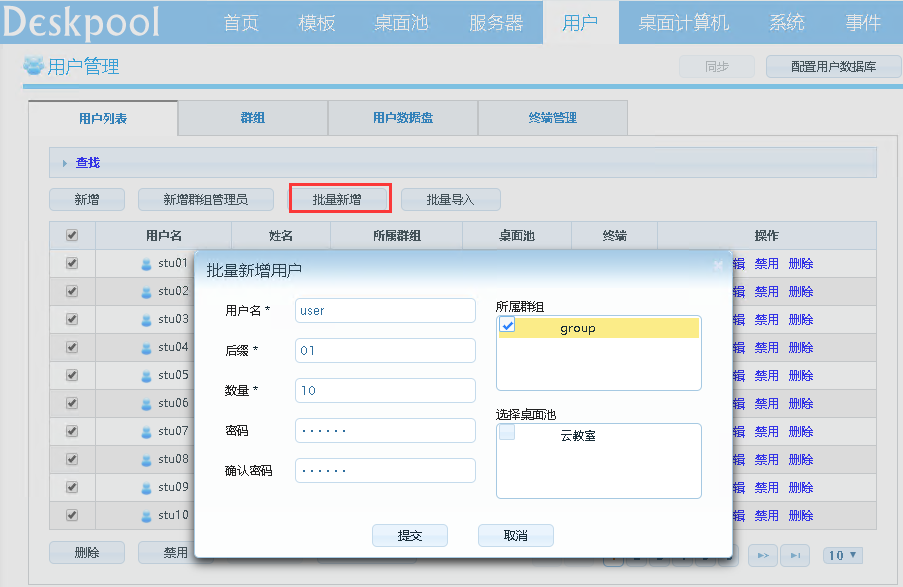 Deskpool 首页 模板 桌面池 服务器 用户 桌面计算机 系统 事件
用户管理 同步 配置用户数据库
用户列表 群组 用户数据盘 终端管理
查找
新增 新增群组管理员 批量新增 批量导入
用户名 姓名 所属群组 桌面池 终端 操作
stu01 辑 禁用 删除
stu02 辑 禁用 删除
stu03 辑 禁用 删除
stu04 辑 禁用 删除
stu05 辑 禁用 删除
stu06 辑 禁用 删除
stu07 辑 禁用 删除
stu08 辑 禁用 删除
stu09 辑 禁用 删除
stu10 辑 禁用 删除
批量新增用户
用户名 * user
后缀 * 01
数量 * 10
密码 ······
确认密码 ······
所属群组
group
选择桌面池
云教室
提交 取消
删除 禁用 10